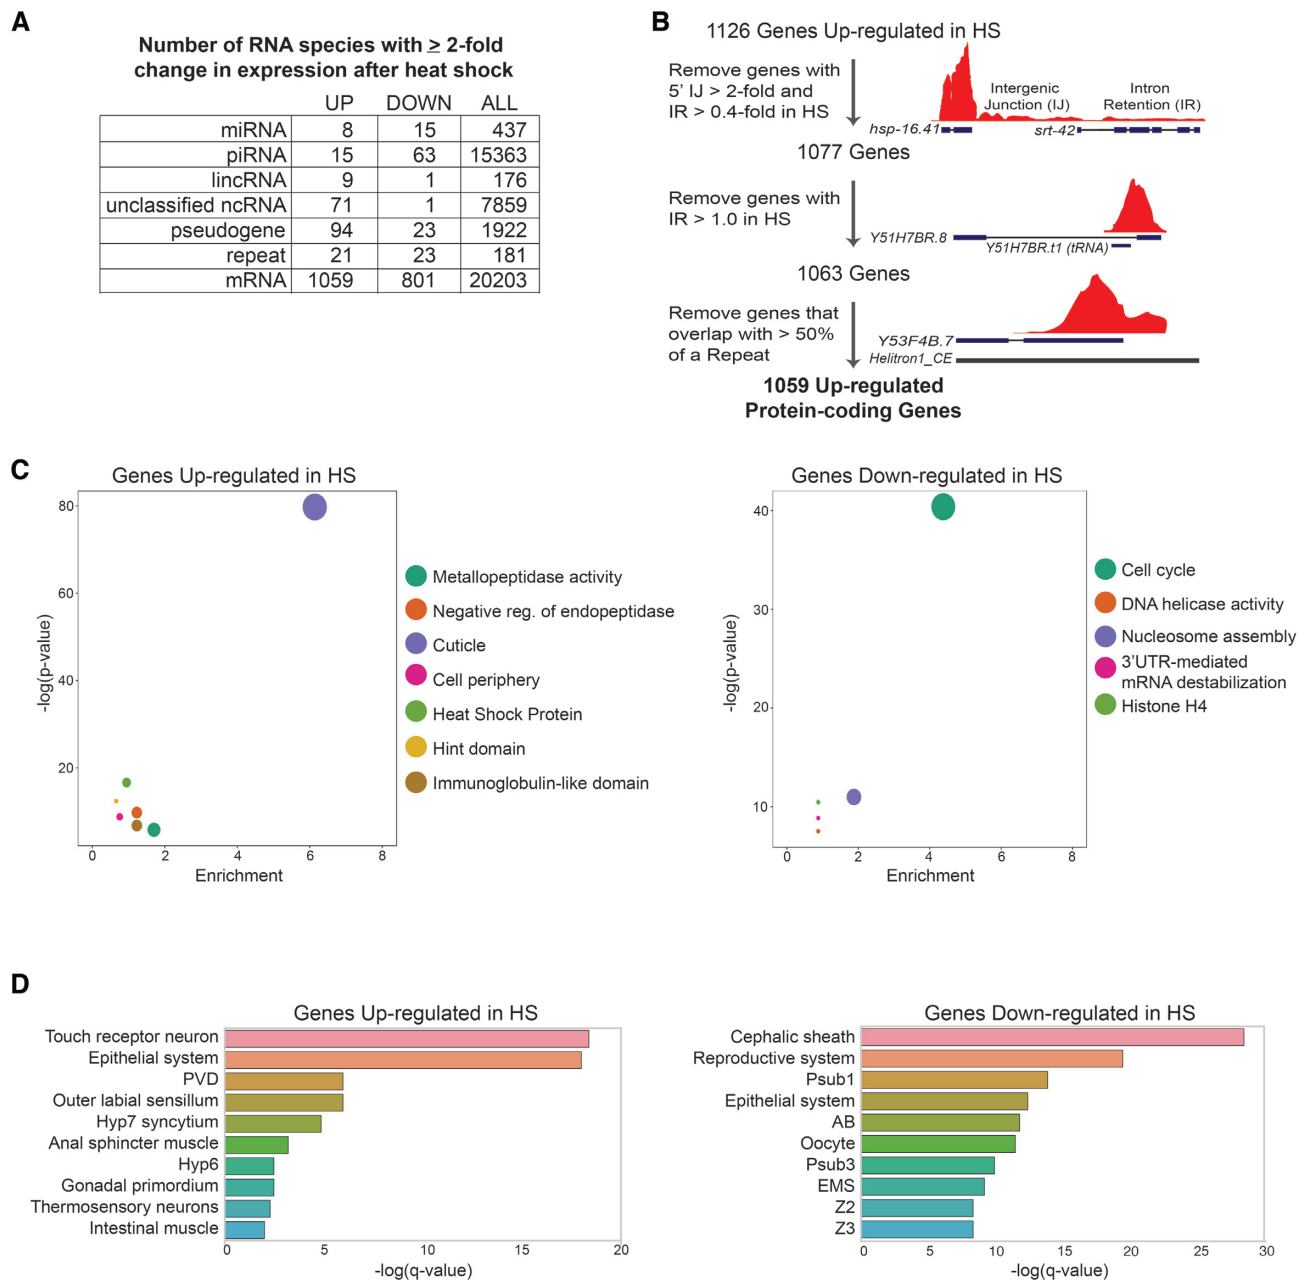 A
Number of RNA species with ≥ 2-fold
change in expression after heat shock
UP DOWN ALL
miRNA 8 15 437
piRNA 15 63 15363
lincRNA 9 1 176
unclassified ncRNA 71 1 7859
pseudogene 94 23 1922
repeat 21 23 181
mRNA 1059 801 20203
B
1126 Genes Up-regulated in HS
Remove genes with
5' IJ > 2-fold and
IR > 0.4-fold in HS
Intergenic
Junction (IJ)
Intron
Retention (IR)
hsp-16.41
srt-42
1077 Genes
Remove genes with
IR > 1.0 in HS
Y51H7BR.8
Y51H7BR.t1 (tRNA)
1063 Genes
Remove genes that
overlap with > 50%
of a Repeat
Y53F4B.7
Helitron1_CE
1059 Up-regulated
Protein-coding Genes
C
Genes Up-regulated in HS
80
60
40
20
-log(p-value)
0 2 4 6 8
Enrichment
Metallopeptidase activity
Negative reg. of endopeptidase
Cuticle
Cell periphery
Heat Shock Protein
Hint domain
Immunoglobulin-like domain
Genes Down-regulated in HS
40
30
20
10
-log(p-value)
0 2 4 6 8
Enrichment
Cell cycle
DNA helicase activity
Nucleosome assembly
3'UTR-mediated
mRNA destabilization
Histone H4
D
Genes Up-regulated in HS
Touch receptor neuron
Epithelial system
PVD
Outer labial sensillum
Hyp7 syncytium
Anal sphincter muscle
Hyp6
Gonadal primordium
Thermosensory neurons
Intestinal muscle
0 5 10 15 20
-log(q-value)
Genes Down-regulated in HS
Cephalic sheath
Reproductive system
Psub1
Epithelial system
AB
Oocyte
Psub3
EMS
Z2
Z3
0 5 10 15 20 25 30
-log(q-value)